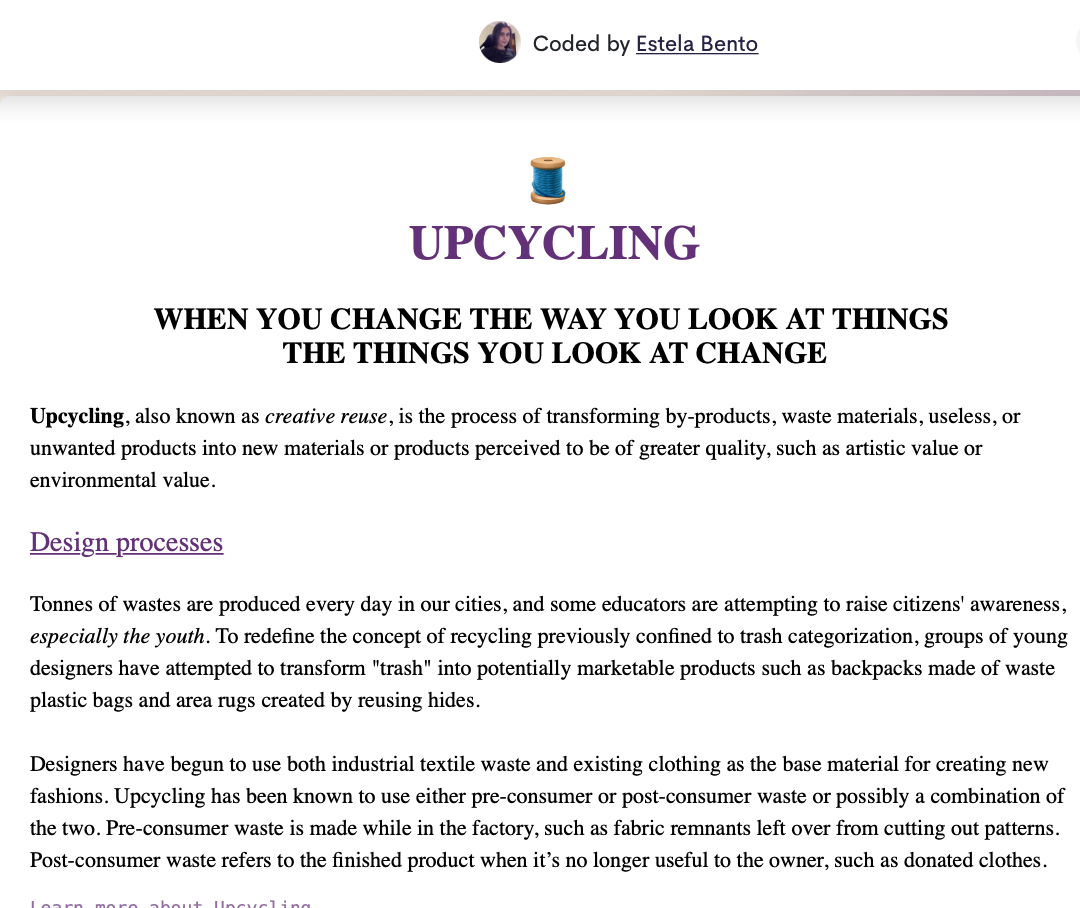 Coded by Estela Bento
UPCYCLING
WHEN YOU CHANGE THE WAY YOU LOOK AT THINGS
THE THINGS YOU LOOK AT CHANGE
Upcycling, also known as creative reuse, is the process of transforming by-products, waste materials, useless, or
unwanted products into new materials or products perceived to be of greater quality, such as artistic value or
environmental value.
Design processes
Tonnes of wastes are produced every day in our cities, and some educators are attempting to raise citizens' awareness,
especially the youth. To redefine the concept of recycling previously confined to trash categorization, groups of young
designers have attempted to transform "trash" into potentially marketable products such as backpacks made of waste
plastic bags and area rugs created by reusing hides.
Designers have begun to use both industrial textile waste and existing clothing as the base material for creating new
fashions. Upcycling has been known to use either pre-consumer or post-consumer waste or possibly a combination of
the two. Pre-consumer waste is made while in the factory, such as fabric remnants left over from cutting out patterns.
Post-consumer waste refers to the finished product when it’s no longer useful to the owner, such as donated clothes.
Learn more about Upcycling